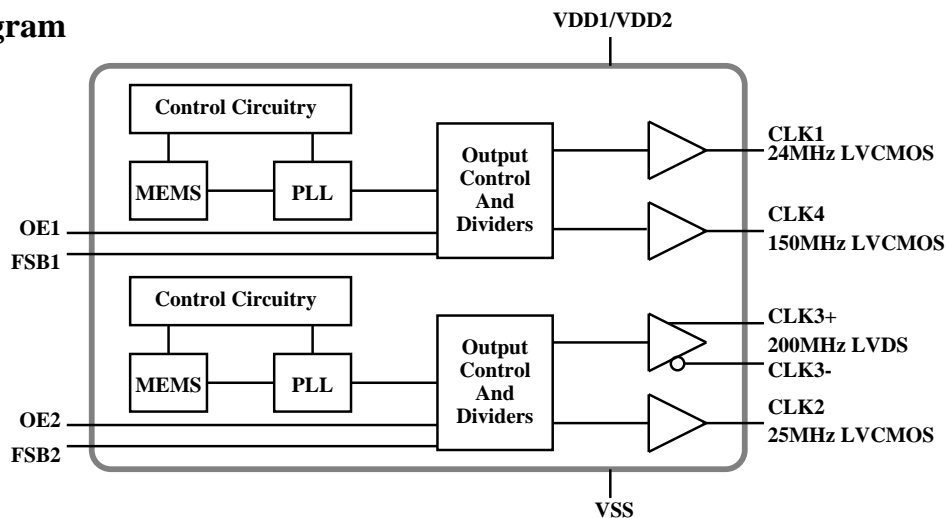 gram
VDD1/VDD2
Control Circuitry
MEMS
PLL
Output
Control
And
Dividers
CLK1
24MHz LVCMOS
CLK4
150MHz LVCMOS
OE1
FSB1
Control Circuitry
MEMS
PLL
Output
Control
And
Dividers
CLK3+
200MHz LVDS
CLK3-
CLK2
25MHz LVCMOS
OE2
FSB2
VSS